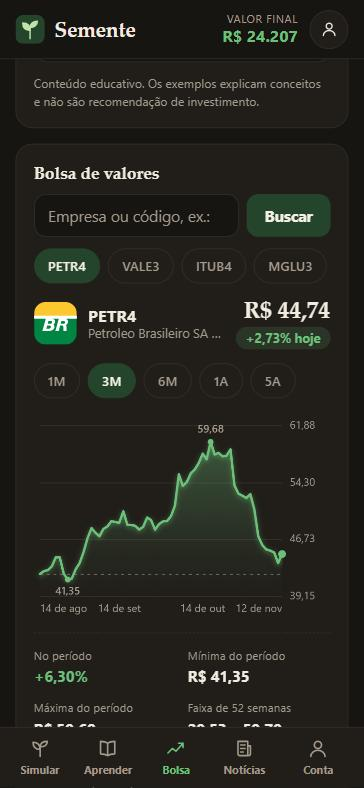 Semente
VALOR FINAL
R$ 24.207
Conteúdo educativo. Os exemplos explicam conceitos
e não são recomendação de investimento.
Bolsa de valores
Empresa ou código, ex.:
Buscar
PETR4
VALE3
ITUB4
MGLU3
BR
PETR4
Petroleo Brasileiro SA ...
R$ 44,74
+2,73% hoje
1M
3M
6M
1A
5A
59,68
61,88
54,30
46,73
39,15
41,35
14 de ago
14 de set
14 de out
12 de nov
No período
+6,30%
Mínima do período
R$ 41,35
Máxima do período
Faixa de 52 semanas
Simular
Aprender
Bolsa
Notícias
Conta